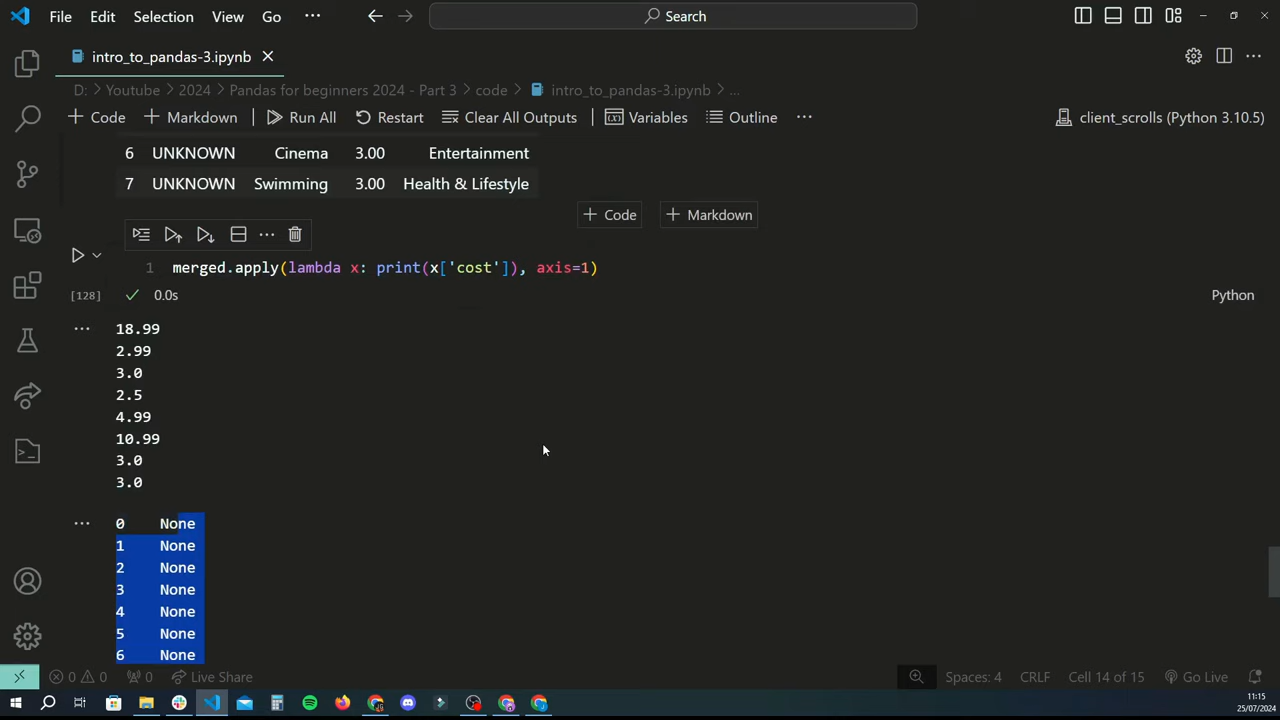 File Edit Selection View Go ··· Search
intro_to_pandas-3.ipynb
D: > Youtube > 2024 > Pandas for beginners 2024 - Part 3 > code > intro_to_pandas-3.ipynb > ...
+ Code + Markdown Run All Restart Clear All Outputs Variables Outline ··· client_scrolls (Python 3.10.5)
6 UNKNOWN Cinema 3.00 Entertainment
7 UNKNOWN Swimming 3.00 Health & Lifestyle
+ Code + Markdown
1 merged.apply(lambda x: print(x['cost']), axis=1)
[128] 0.0s Python
18.99
2.99
3.0
2.5
4.99
10.99
3.0
3.0
0 None
1 None
2 None
3 None
4 None
5 None
6 None
0 0 0 Live Share Spaces: 4 CRLF Cell 14 of 15 Go Live
11:15
25/07/2024